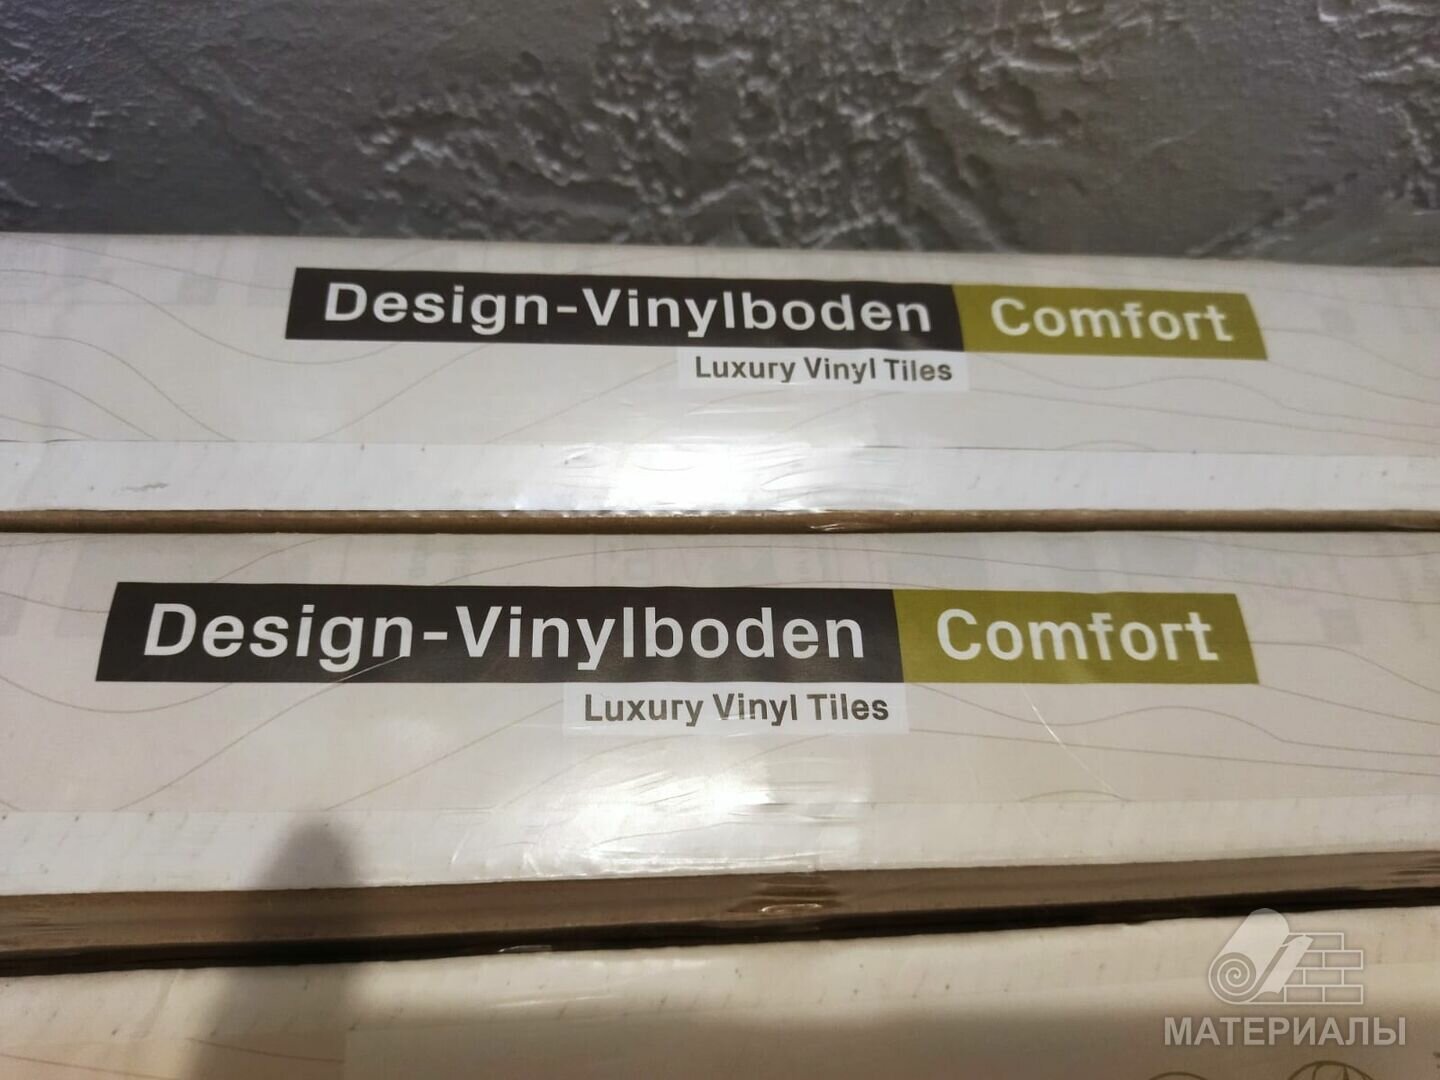 Design-Vinylboden Comfort
Luxury Vinyl Tiles
Design-Vinylboden Comfort
Luxury Vinyl Tiles
МАТЕРИАЛЫ